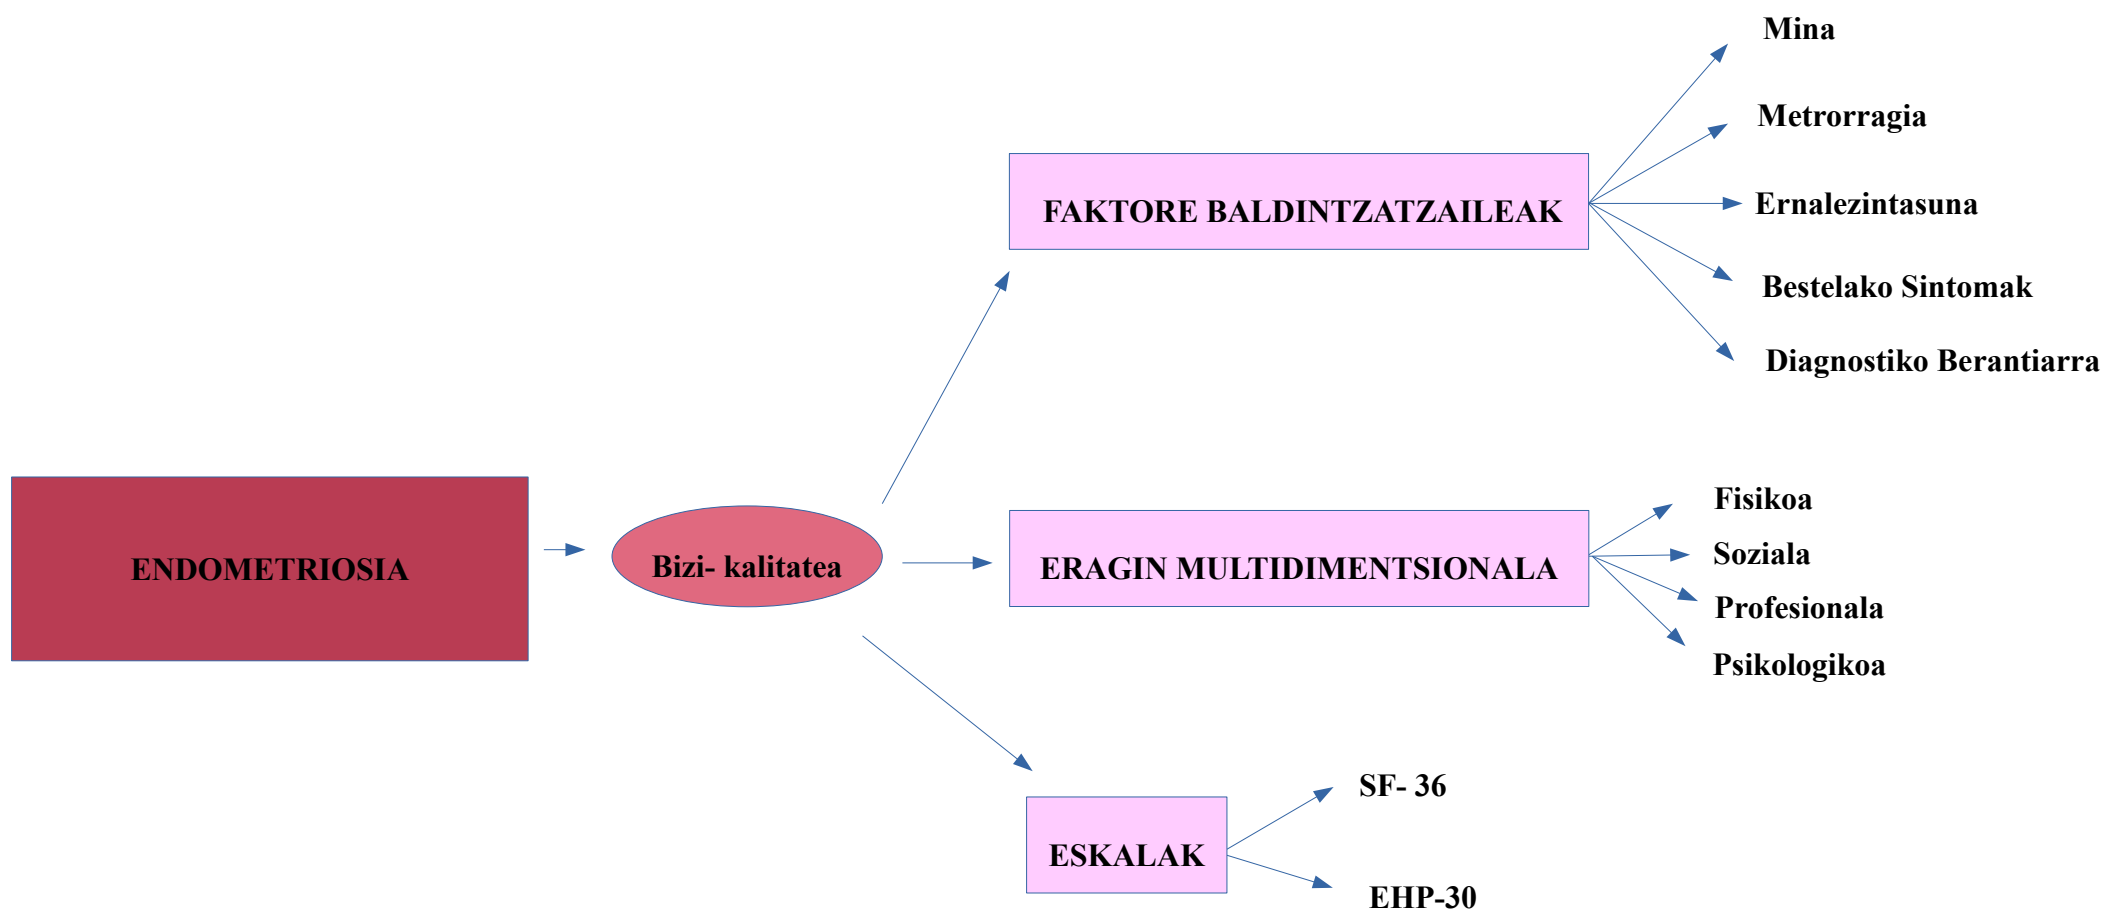 Mina
Metrorragia
FAKTORE BALDINTZATZAILEAK
Ernalezintasuna
Bestelako Sintomak
Diagnostiko Berantiarra
ENDOMETRIOSIA
Bizi- kalitatea
ERAGIN MULTIDIMENTSIONALA
Fisikoa
Soziala
Profesionala
Psikologikoa
ESKALAK
SF- 36
EHP-30